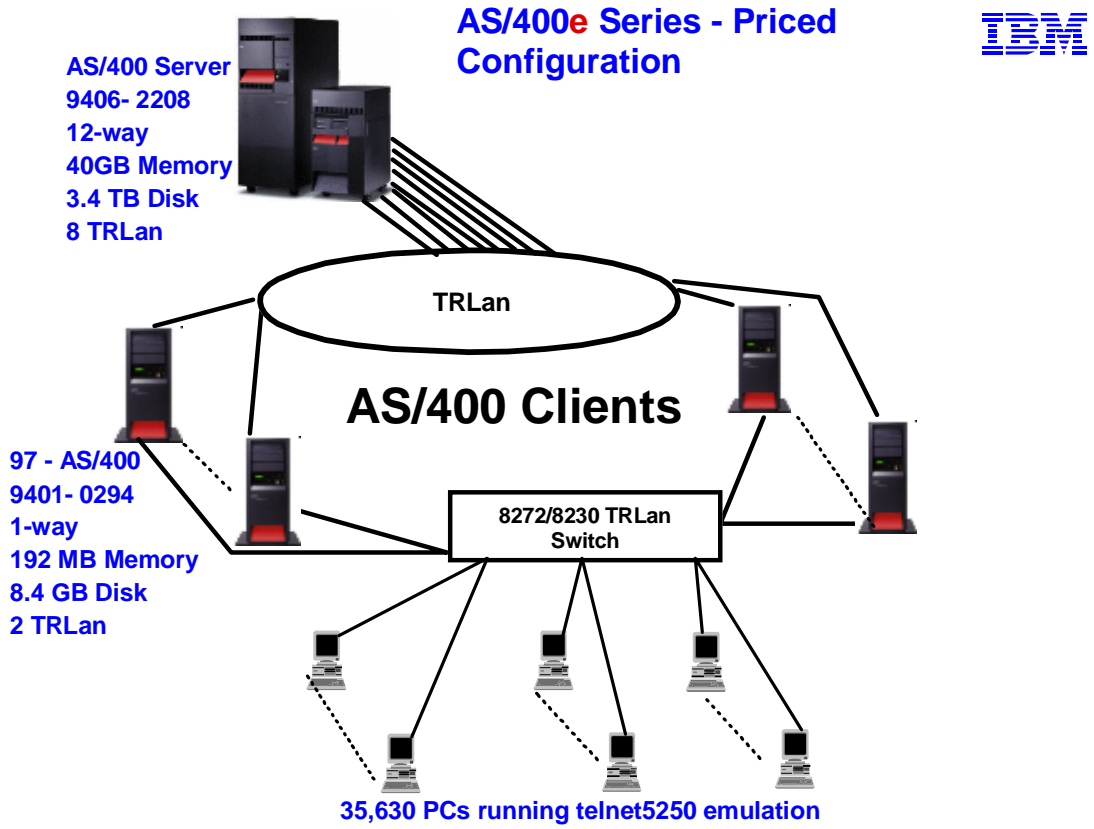 AS/400e Series - Priced
Configuration
IBM
AS/400 Server
9406- 2208
12-way
40GB Memory
3.4 TB Disk
8 TRLan
TRLan
AS/400 Clients
97 - AS/400
9401- 0294
1-way
192 MB Memory
8.4 GB Disk
2 TRLan
8272/8230 TRLan
Switch
35,630 PCs running telnet5250 emulation